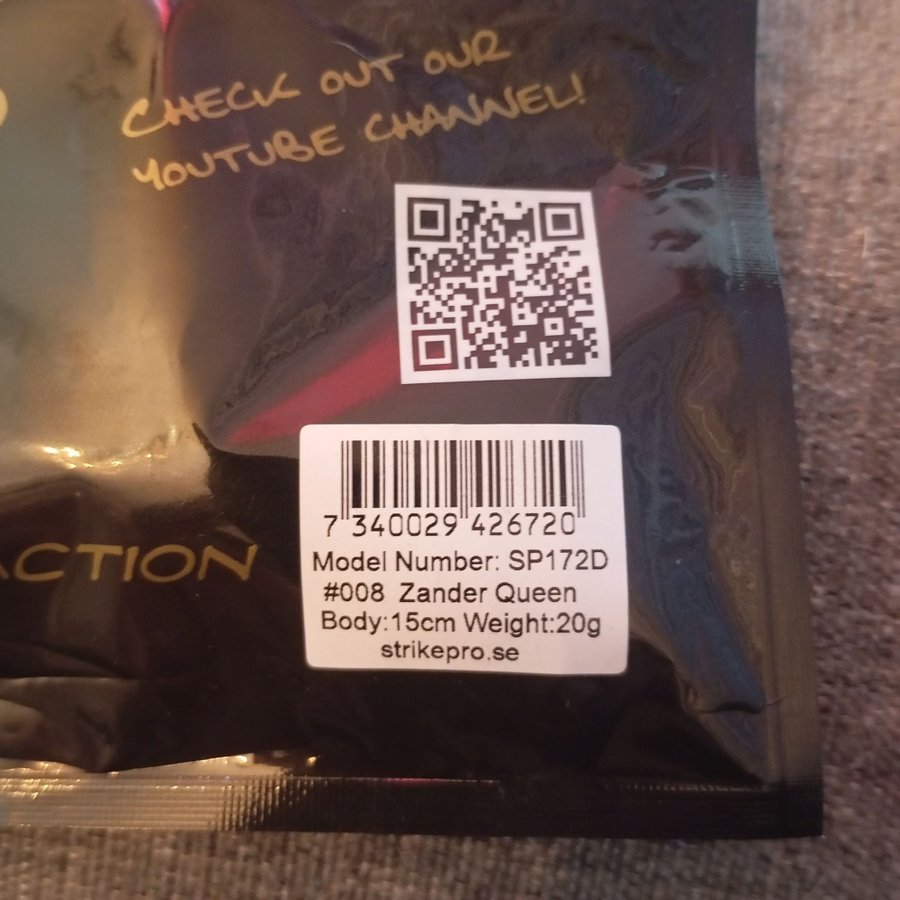 CHECK OUT OUR
YOUTUBE CHANNEL!
7 340029 426720
Model Number: SP172D
#008 Zander Queen
Body:15cm Weight:20g
strikepro.se